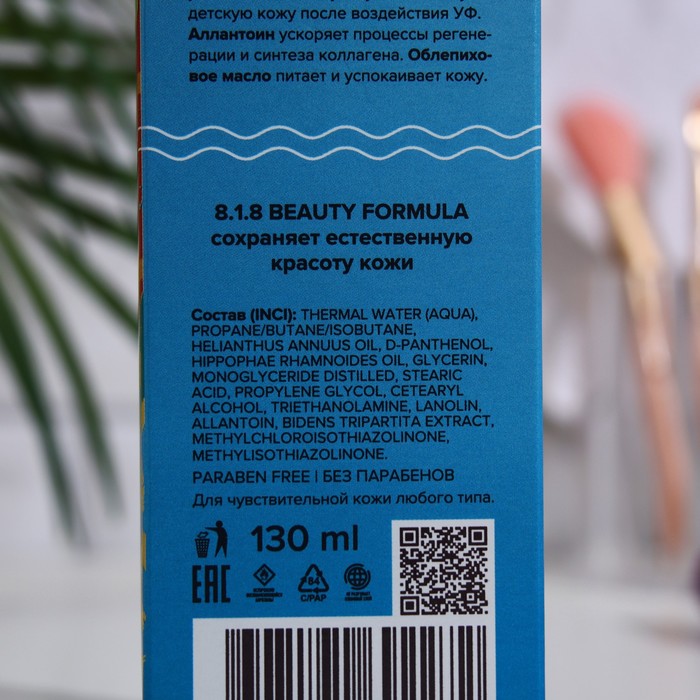 детскую кожу после воздействия УФ.
Аллантоин ускоряет процессы регене-
рации и синтеза коллагена. Облепихо-
вое масло питает и успокаивает кожу.
8.1.8 BEAUTY FORMULA
сохраняет естественную
красоту кожи
Состав (INCI): THERMAL WATER (AQUA),
PROPANE/BUTANE/ISOBUTANE,
HELIANTHUS ANNUUS OIL, D-PANTHENOL,
HIPPOPHAE RHAMNOIDES OIL, GLYCERIN,
MONOGLYCERIDE DISTILLED, STEARIC
ACID, PROPYLENE GLYCOL, CETEARYL
ALCOHOL, TRIETHANOLAMINE, LANOLIN,
ALLANTOIN, BIDENS TRIPARTITA EXTRACT,
METHYLCHLOROISOTHIAZOLINONE,
METHYLISOTHIAZOLINONE.
PARABEN FREE | БЕЗ ПАРАБЕНОВ
Для чувствительной кожи любого типа.
130 ml
EAC
84
C/PAP